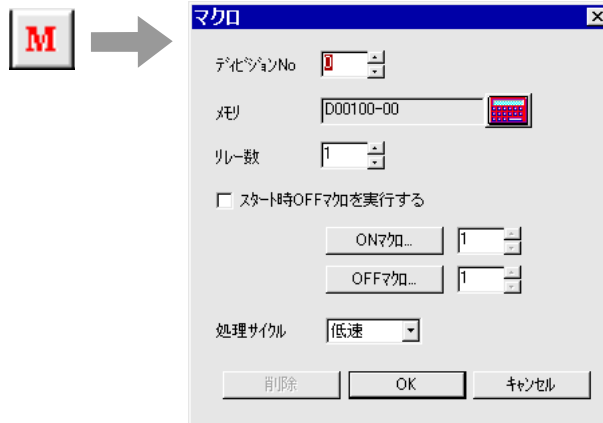 M
マクロ
ﾃﾞｨﾋﾞｼﾞｮﾝNo
0
ﾒﾓﾘ
D00100-00
ﾘﾚｰ数
1
ｽﾀｰﾄ時OFFﾏｸﾛを実行する
ONﾏｸﾛ...
1
OFFﾏｸﾛ...
1
処理ｻｲｸﾙ
低速
削除
OK
ｷｬﾝｾﾙ